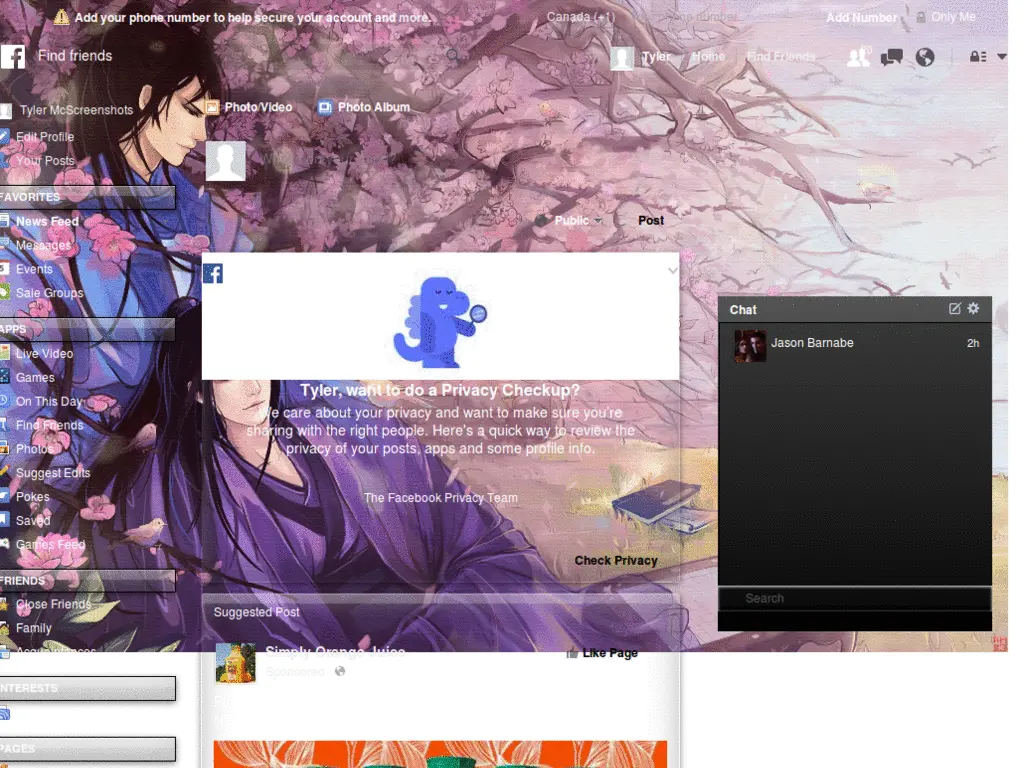 Add your phone number to help secure your account and more.
Canada (+1)
Add Number
Only Me
Find friends
Tyler
Home
Find Friends
Tyler McScreenshots
Photo/Video
Photo Album
Edit Profile
Your Posts
FAVORITES
News Feed
Messages
Events
Sale Groups
Public
Post
APPS
Live Video
Games
On This Day
Find Friends
Photos
Suggest Edits
Pokes
Saved
Games Feed
Tyler, want to do a Privacy Checkup?
We care about your privacy and want to make sure you're
sharing with the right people. Here's a quick way to review the
privacy of your posts, apps and some profile info.
The Facebook Privacy Team
Check Privacy
Chat
Jason Barnabe
2h
Search
FRIENDS
Close Friends
Family
Acquaintances
INTERESTS
PAGES
Suggested Post
Simply Orange Juice
Sponsored
Like Page